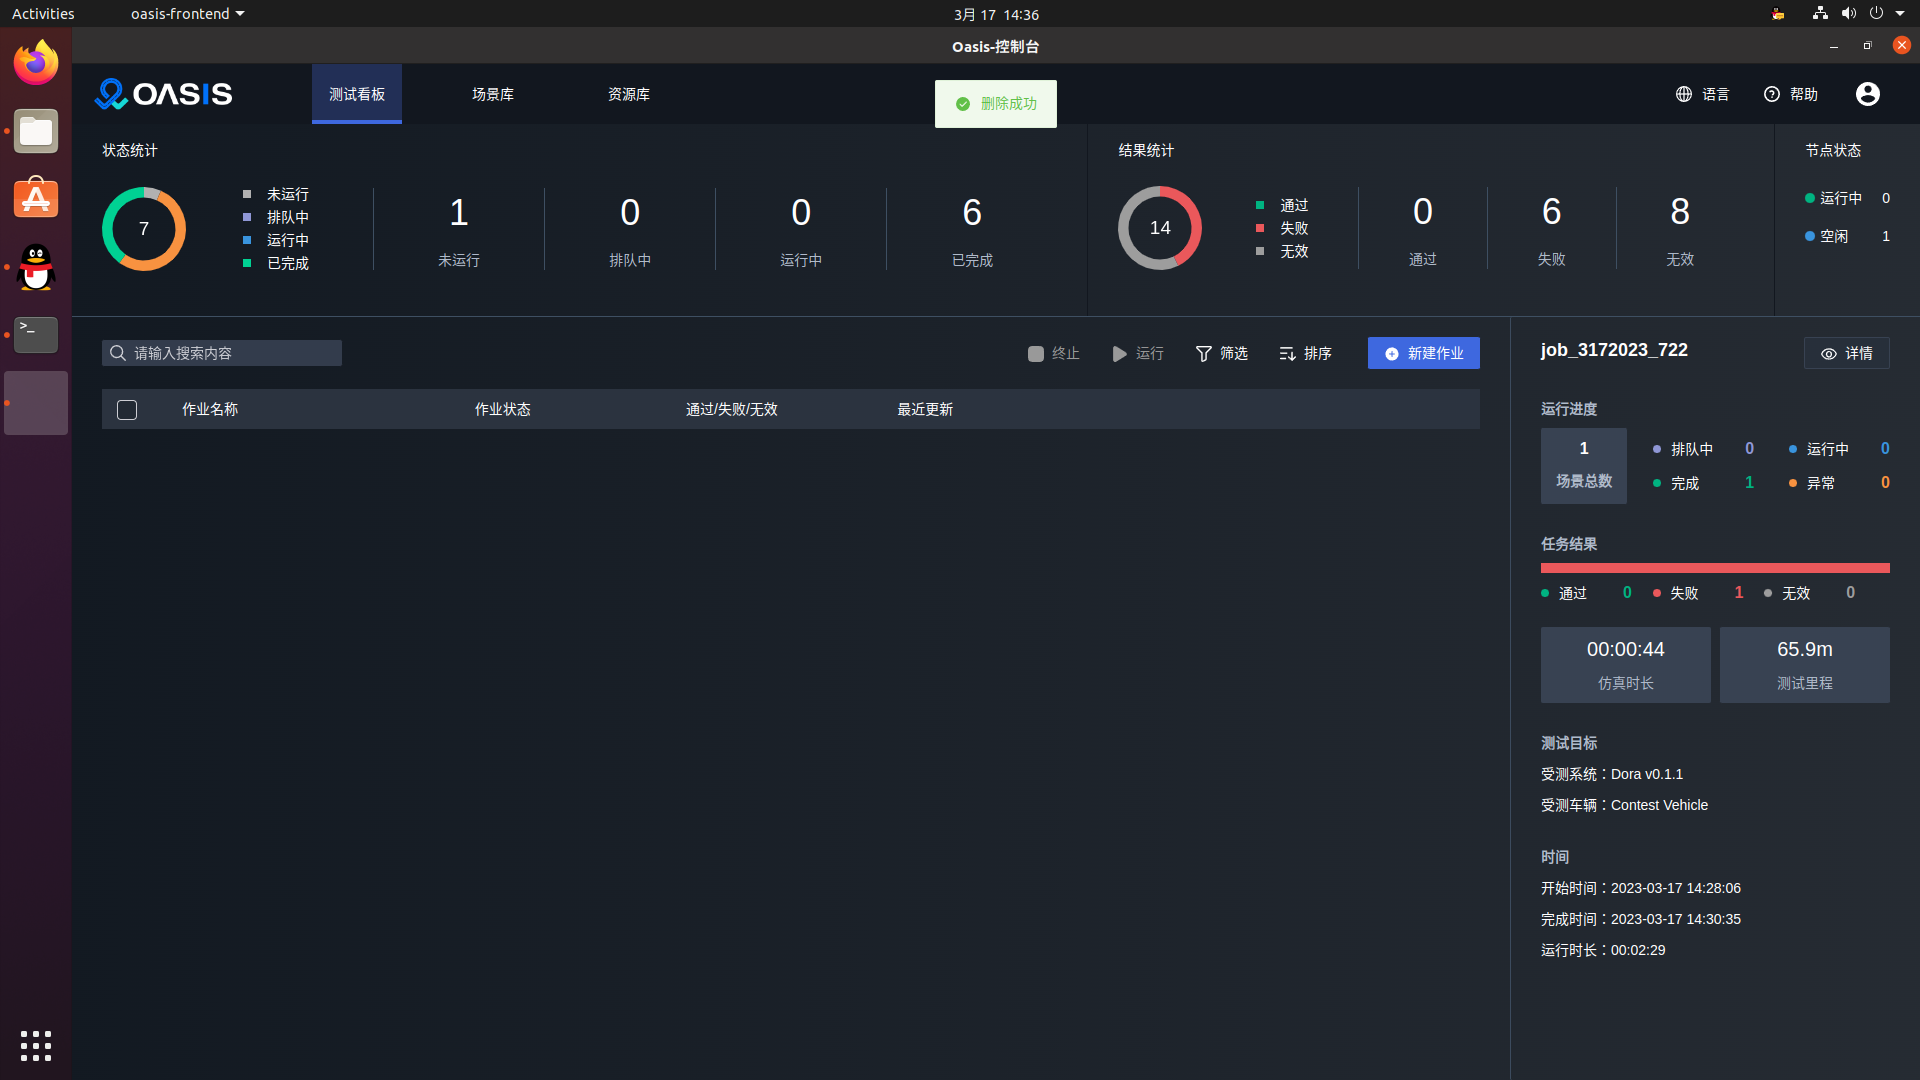 Activities
oasis-frontend
3月 17 14:36
Oasis-控制台
OASIS
测试看板
场景库
资源库
删除成功
语言
帮助
状态统计
7
未运行
排队中
运行中
已完成
1
未运行
0
排队中
0
运行中
6
已完成
结果统计
14
通过
失败
无效
0
通过
6
失败
8
无效
节点状态
运行中 0
空闲 1
请输入搜索内容
终止
运行
筛选
排序
新建作业
作业名称
作业状态
通过/失败/无效
最近更新
job_3172023_722
详情
运行进度
1
场景总数
排队中 0
运行中 0
完成 1
异常 0
任务结果
通过 0
失败 1
无效 0
00:00:44
仿真时长
65.9m
测试里程
测试目标
受测系统：Dora v0.1.1
受测车辆：Contest Vehicle
时间
开始时间：2023-03-17 14:28:06
完成时间：2023-03-17 14:30:35
运行时长：00:02:29